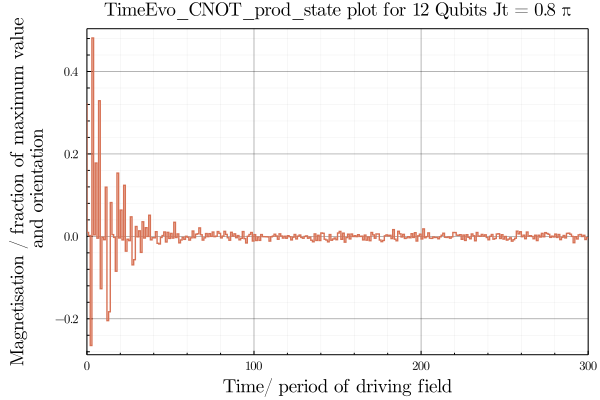 TimeEvo_CNOT_prod_state plot for 12 Qubits Jt = 0.8 π
Magnetisation / fraction of maximum value
and orientation
0.4
0.2
0.0
−0.2
0
100
200
300
Time/ period of driving field